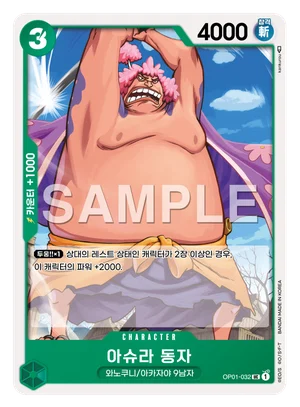 3
4000
참격
斬
카운터 +1000
SAMPLE
두웅!!×1 상대의 레스트 상태인 캐릭터가 2장 이상인 경우,
이 캐릭터의 파워 +2000.
CHARACTER
아슈라 동자
와노쿠니/아카자야 9남자
OP01-032 UC 1
BANDAI MADE IN KOREA